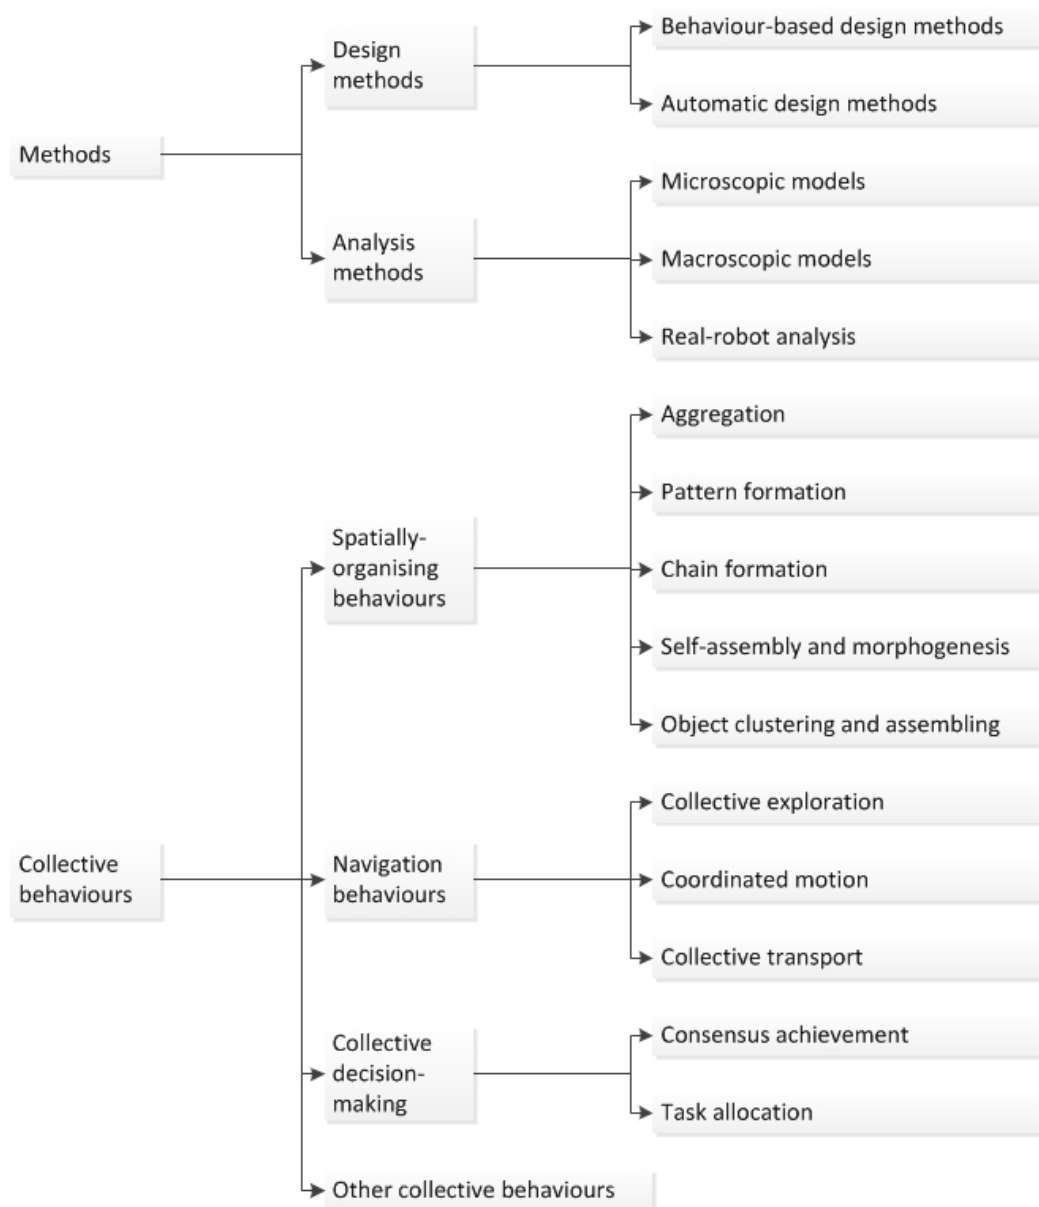 Methods
Design
methods
Behaviour-based design methods
Automatic design methods
Analysis
methods
Microscopic models
Macroscopic models
Real-robot analysis
Collective
behaviours
Spatially-
organising
behaviours
Aggregation
Pattern formation
Chain formation
Self-assembly and morphogenesis
Object clustering and assembling
Navigation
behaviours
Collective exploration
Coordinated motion
Collective transport
Collective
decision-
making
Consensus achievement
Task allocation
Other collective behaviours